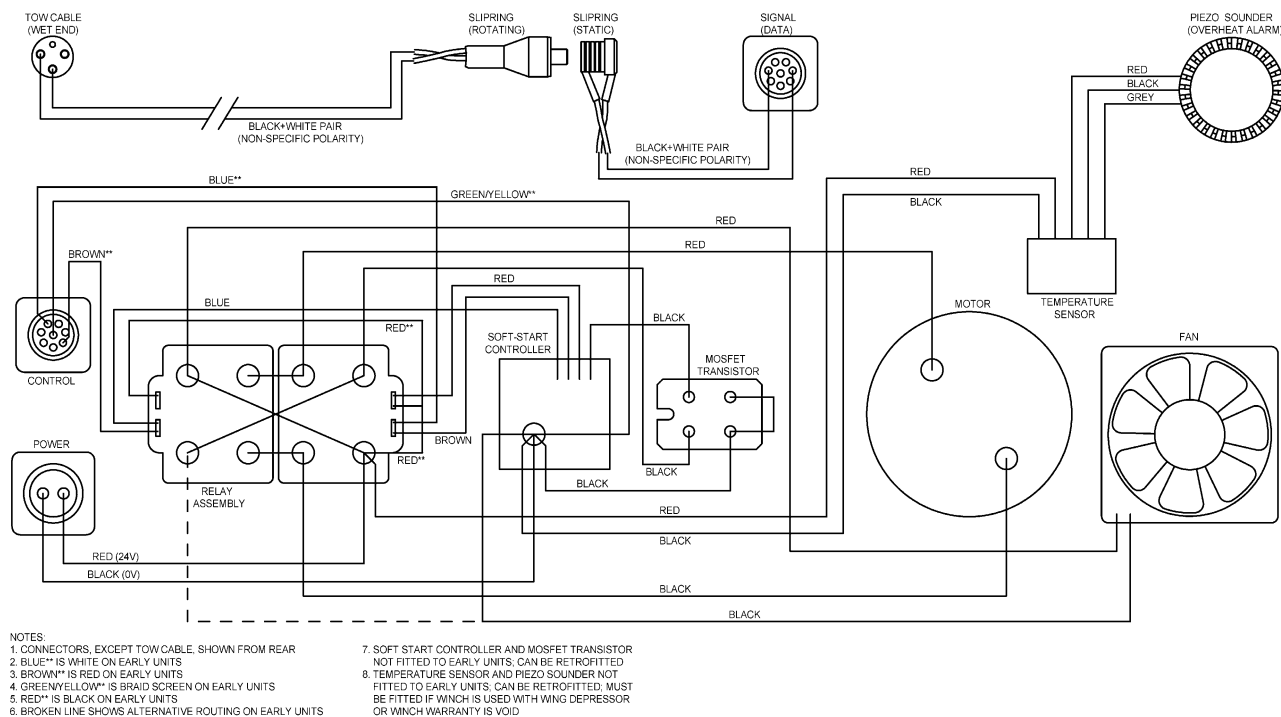 TOW CABLE
(WET END)
SLIPRING
(ROTATING)
SLIPRING
(STATIC)
SIGNAL
(DATA)
PIEZO SOUNDER
(OVERHEAT ALARM)
RED
BLACK
GREY
BLACK+WHITE PAIR
(NON-SPECIFIC POLARITY)
BLACK+WHITE PAIR
(NON-SPECIFIC POLARITY)
BLUE**
GREEN/YELLOW**
RED
BLACK
RED
RED
BROWN**
RED
BLUE
BLACK
RED**
TEMPERATURE
SENSOR
MOTOR
SOFT-START
CONTROLLER
MOSFET
TRANSISTOR
FAN
CONTROL
BROWN
POWER
RED**
BLACK
RELAY
ASSEMBLY
BLACK
RED
BLACK
RED (24V)
BLACK (0V)
BLACK
BLACK
NOTES:
1. CONNECTORS, EXCEPT TOW CABLE, SHOWN FROM REAR
2. BLUE** IS WHITE ON EARLY UNITS
3. BROWN** IS RED ON EARLY UNITS
4. GREEN/YELLOW** IS BRAID SCREEN ON EARLY UNITS
5. RED** IS BLACK ON EARLY UNITS
6. BROKEN LINE SHOWS ALTERNATIVE ROUTING ON EARLY UNITS
7. SOFT START CONTROLLER AND MOSFET TRANSISTOR
NOT FITTED TO EARLY UNITS; CAN BE RETROFITTED
8. TEMPERATURE SENSOR AND PIEZO SOUNDER NOT
FITTED TO EARLY UNITS; CAN BE RETROFITTED; MUST
BE FITTED IF WINCH IS USED WITH WING DEPRESSOR
OR WINCH WARRANTY IS VOID